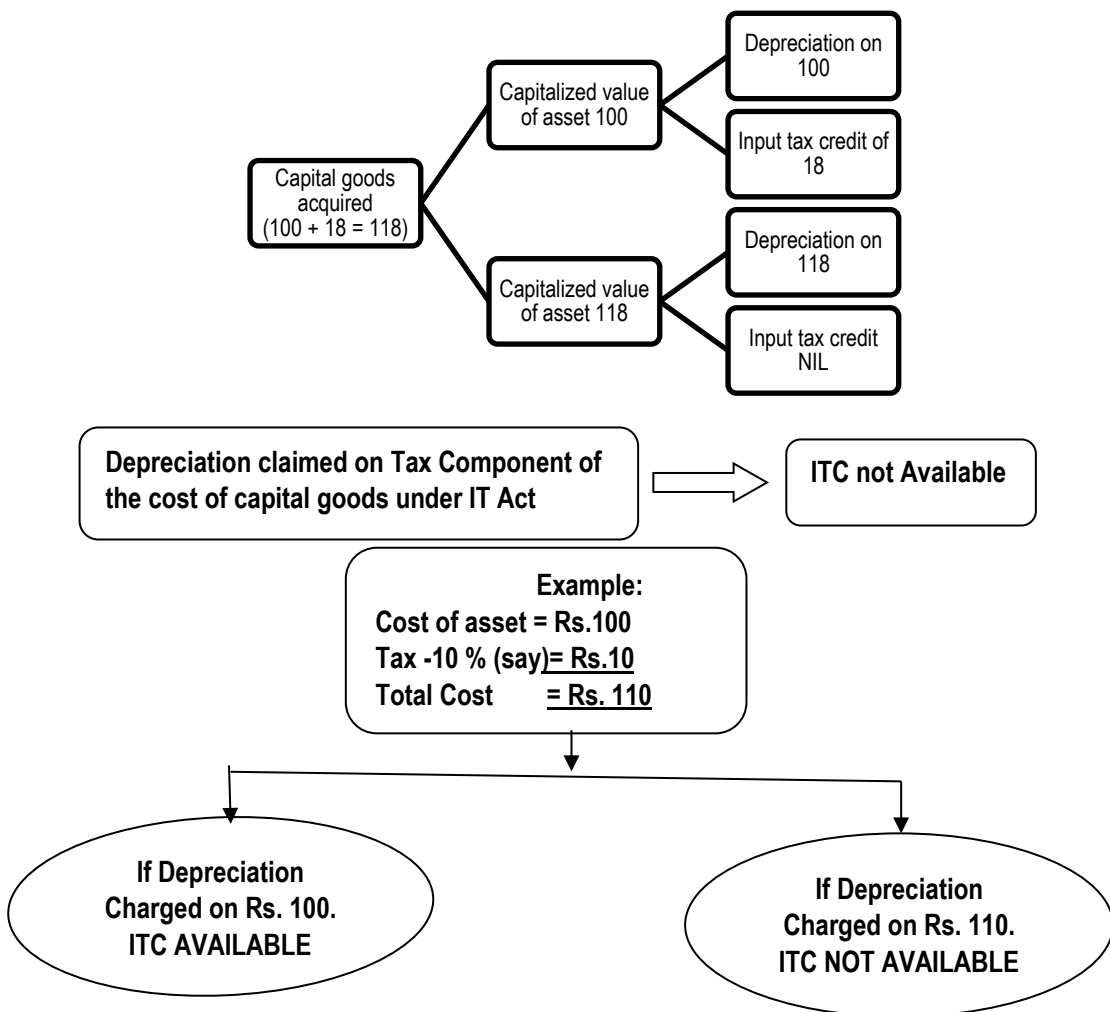 Capital goods
acquired
(100 + 18 = 118)
Capitalized value
of asset 100
Depreciation on
100
Input tax credit of
18
Capitalized value
of asset 118
Depreciation on
118
Input tax credit
NIL
Depreciation claimed on Tax Component of
the cost of capital goods under IT Act
ITC not Available
Example:
Cost of asset = Rs.100
Tax -10 % (say)= Rs.10
Total Cost = Rs. 110
If Depreciation
Charged on Rs. 100.
ITC AVAILABLE
If Depreciation
Charged on Rs. 110.
ITC NOT AVAILABLE